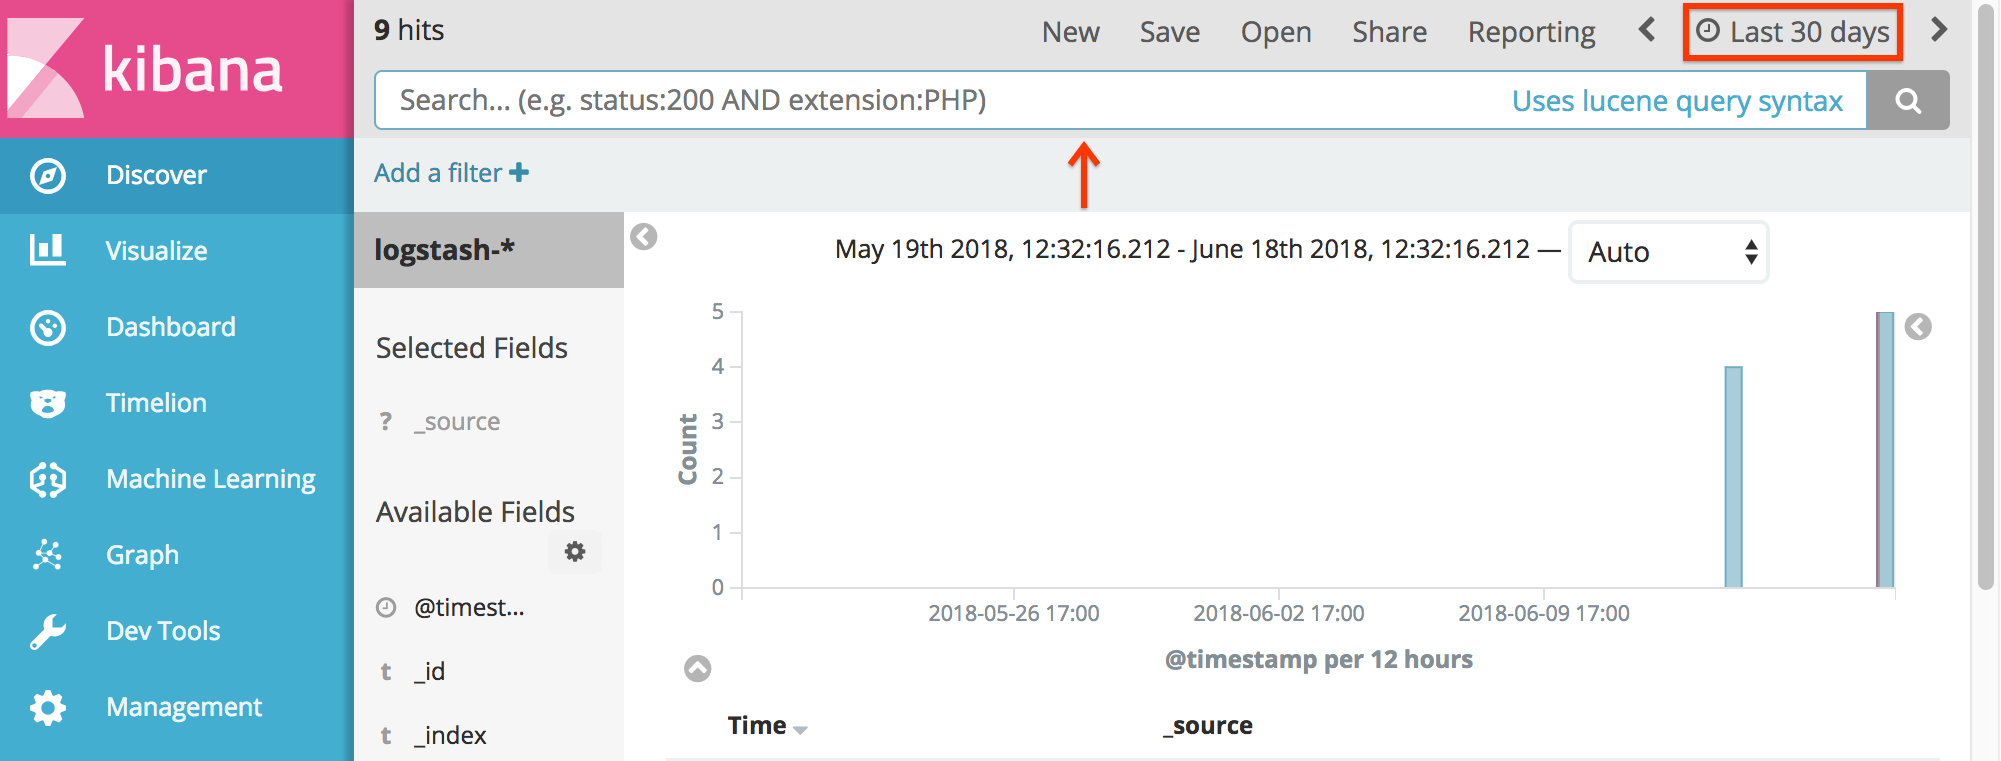 kibana
Discover
Visualize
Dashboard
Timelion
Machine Learning
Graph
Dev Tools
Management
9 hits
New Save Open Share Reporting Last 30 days
Search... (e.g. status:200 AND extension:PHP) Uses lucene query syntax
Add a filter +
logstash-*
Selected Fields
? _source
Available Fields
@timest...
t _id
t _index
May 19th 2018, 12:32:16.212 - June 18th 2018, 12:32:16.212 — Auto
Count
5
4
3
2
1
0
2018-05-26 17:00 2018-06-02 17:00 2018-06-09 17:00
@timestamp per 12 hours
Time _source